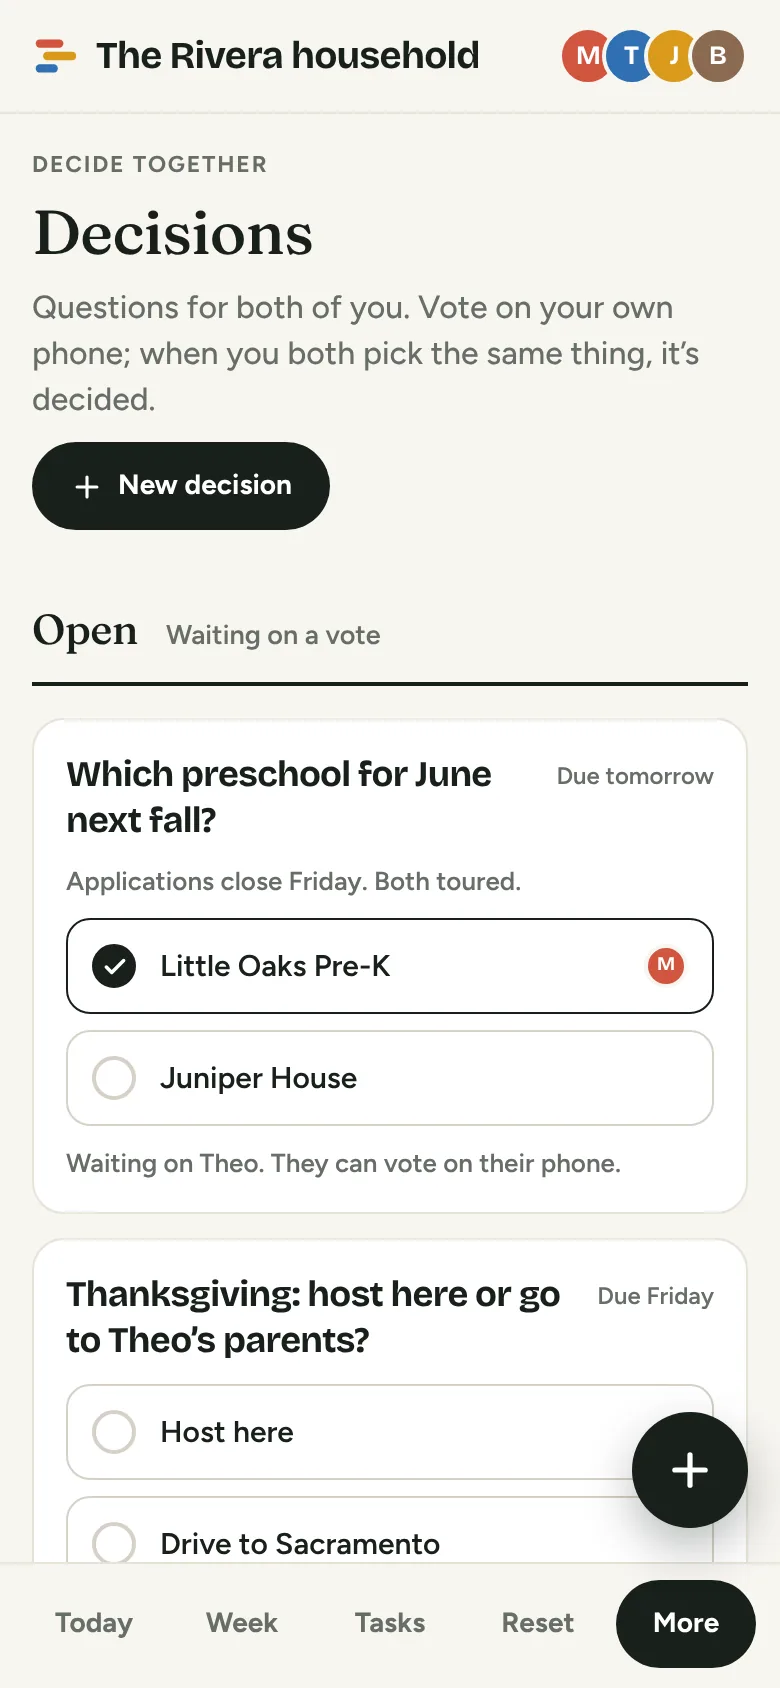 The Rivera household
M T J B
DECIDE TOGETHER
Decisions
Questions for both of you. Vote on your own
phone; when you both pick the same thing, it’s
decided.
+ New decision
Open Waiting on a vote
Which preschool for June Due tomorrow
next fall?
Applications close Friday. Both toured.
Little Oaks Pre-K M
Juniper House
Waiting on Theo. They can vote on their phone.
Thanksgiving: host here or go Due Friday
to Theo’s parents?
Host here
+
Drive to Sacramento
Today Week Tasks Reset More